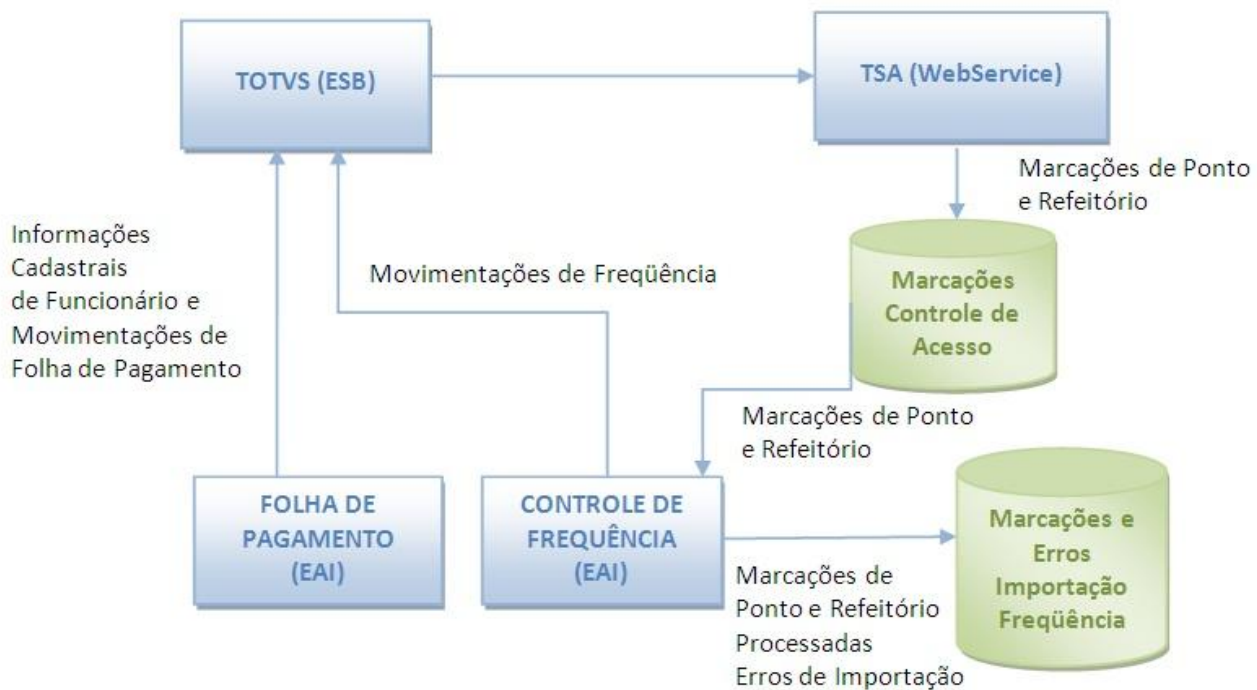 TOTVS (ESB)
TSA (WebService)
Marcações de Ponto
e Refeitório
Informações
Cadastrais
de Funcionário e
Movimentações de
Folha de Pagamento
Movimentações de Freqüência
Marcações
Controle de
Acesso
Marcações de Ponto
e Refeitório
FOLHA DE
PAGAMENTO
(EAI)
CONTROLE DE
FREQUÊNCIA
(EAI)
Marcações e
Erros
Importação
Freqüência
Marcações de
Ponto e Refeitório
Processadas
Erros de Importação